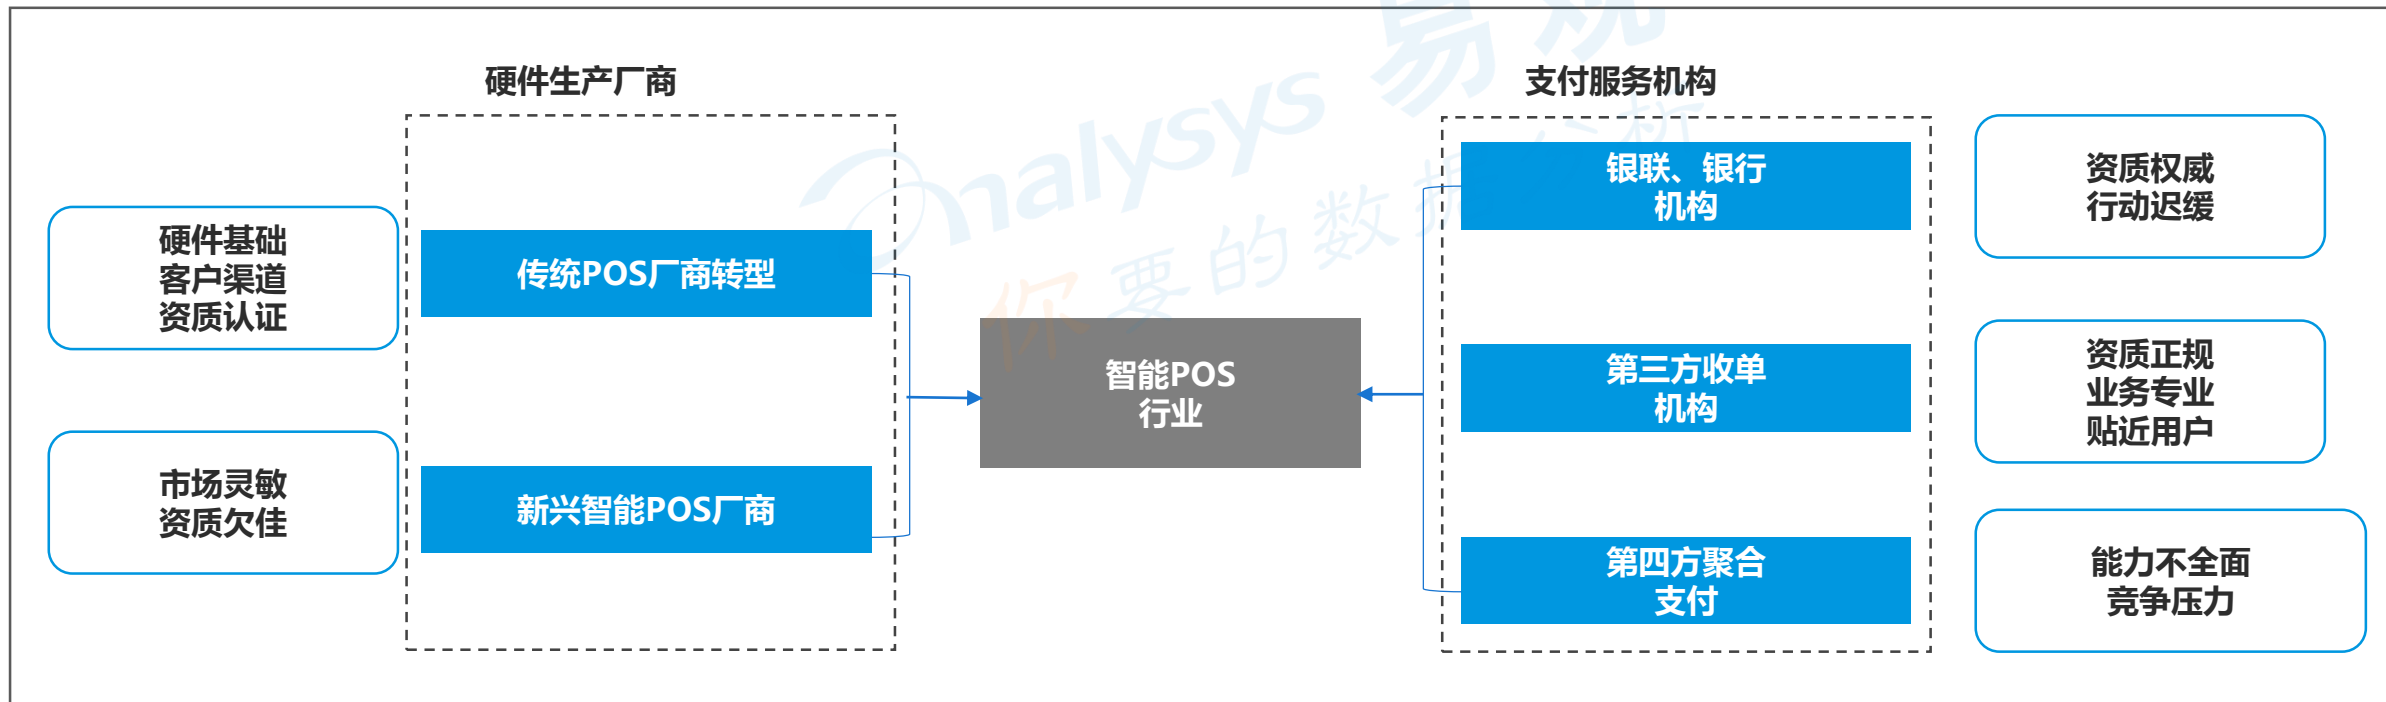 硬件生产厂商
硬件基础
客户渠道
资质认证
传统POS厂商转型
市场灵敏
资质欠佳
新兴智能POS厂商
智能POS
行业
支付服务机构
银联、银行
机构
资质权威
行动迟缓
第三方收单
机构
资质正规
业务专业
贴近用户
第四方聚合
支付
能力不全面
竞争压力
nalysys 易观
你要的数据分析